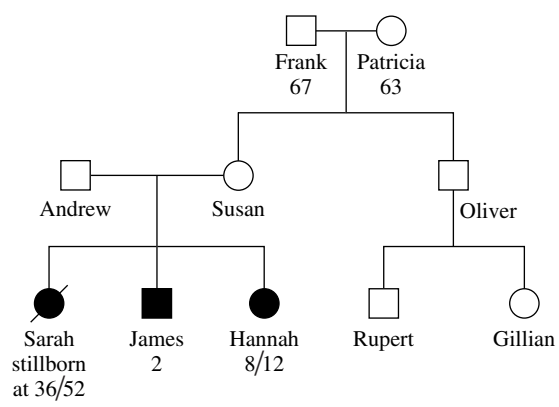 Frank
67
Patricia
63
Andrew
Susan
Oliver
Sarah
stillborn
at 36/52
James
2
Hannah
8/12
Rupert
Gillian